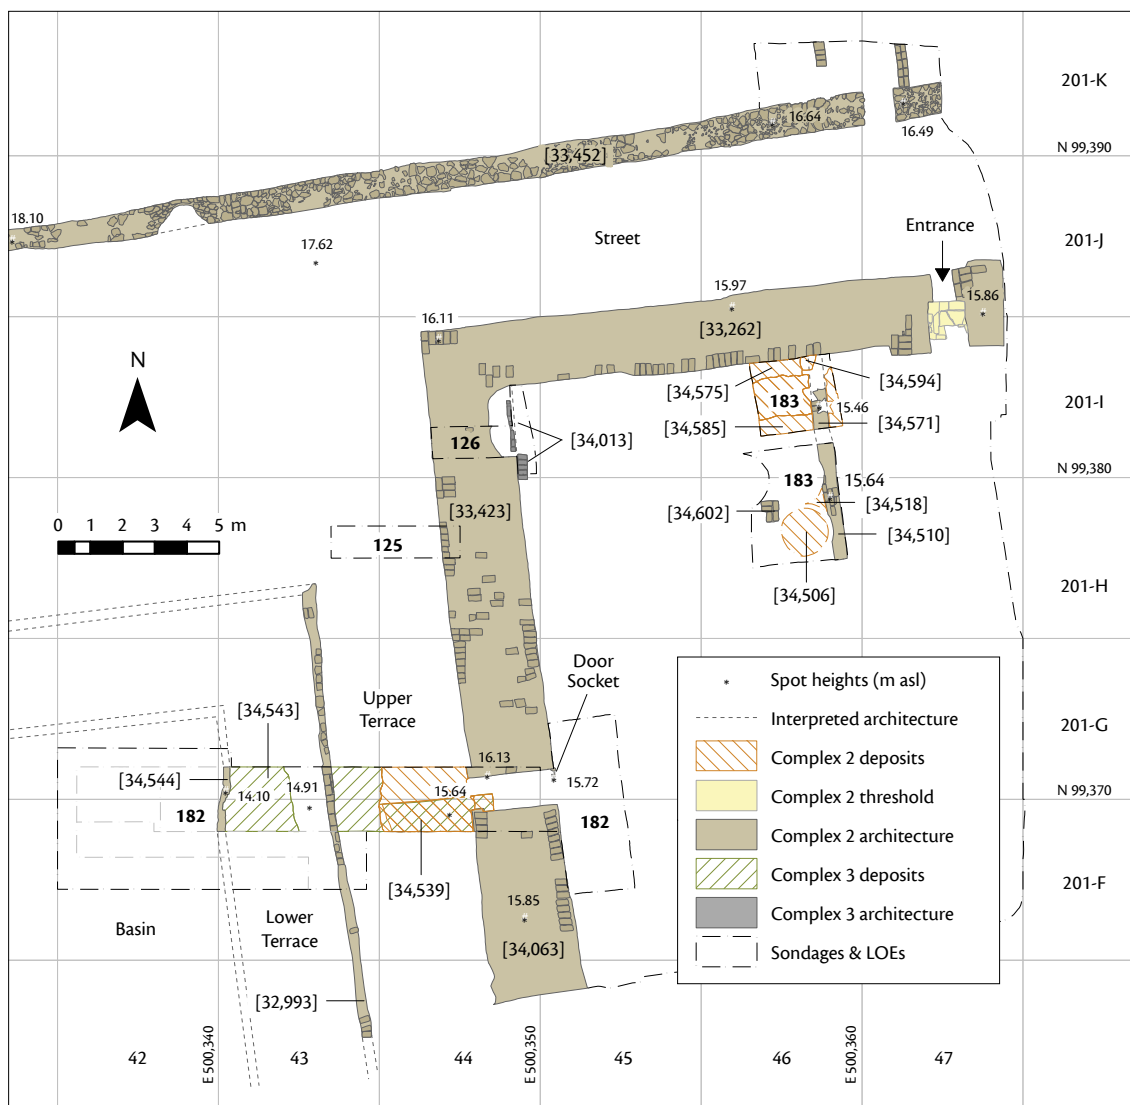 201-K
16.64
16.49
N 99,390
[33,452]
18.10
17.62
Street
Entrance
201-J
15.97
15.86
16.11
[33,262]
N
[34,594]
[34,575]
183
15.46
201-I
[34,585]
[34,571]
126
[34,013]
N 99,380
183
15.64
0 1 2 3 4 5 m
[33,423]
[34,602]
[34,518]
125
[34,510]
[34,506]
201-H
Door
Socket
Upper
Terrace
[34,543]
201-G
16.13
[34,544]
14.10
14.91
15.64
15.72
N 99,370
182
182
[34,539]
201-F
15.85
Basin
Lower
Terrace
[34,063]
[32,993]
Spot heights (m asl)
Interpreted architecture
Complex 2 deposits
Complex 2 threshold
Complex 2 architecture
Complex 3 deposits
Complex 3 architecture
Sondages & LOEs
42
E 500,340
43
44
E 500,350
45
46
E 500,360
47